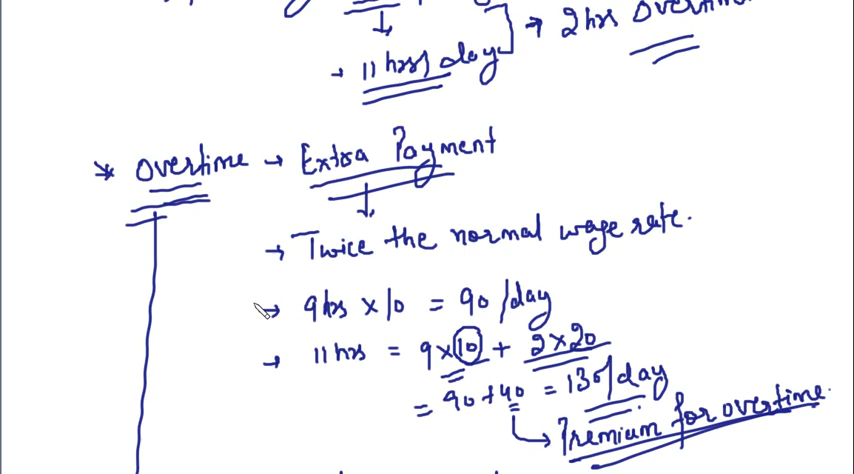 → 11 hrs/day → 2 hrs
* Overtime → Extra Payment
→ Twice the normal wage rate.
→ 9 hrs × 10 = 90/day
→ 11 hrs = 9 × 10 + 2 × 20
= 90 + 40 = 130/day
→ Premium for overtime.